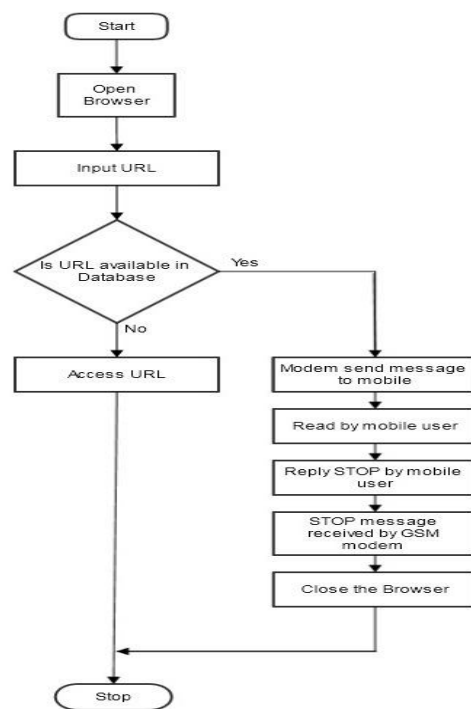 Start
Open
Browser
Input URL
Is URL available in
Database
Yes
No
Access URL
Modem send message
to mobile
Read by mobile user
Reply STOP by mobile
user
STOP message
received by GSM
modem
Close the Browser
Stop